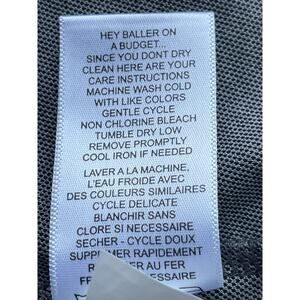 HEY BALLER ON
A BUDGET...
SINCE YOU DONT DRY
CLEAN HERE ARE YOUR
CARE INSTRUCTIONS
MACHINE WASH COLD
WITH LIKE COLORS
GENTLE CYCLE
NON CHLORINE BLEACH
TUMBLE DRY LOW
REMOVE PROMPTLY
COOL IRON IF NEEDED
LAVER A LA MACHINE,
L'EAU FROIDE AVEC
DES COULEURS SIMILAIRES
CYCLE DELICATE
BLANCHIR SANS
CLORE SI NECESSAIRE
SECHER - CYCLE DOUX
RAPIDEMENT
AU FER